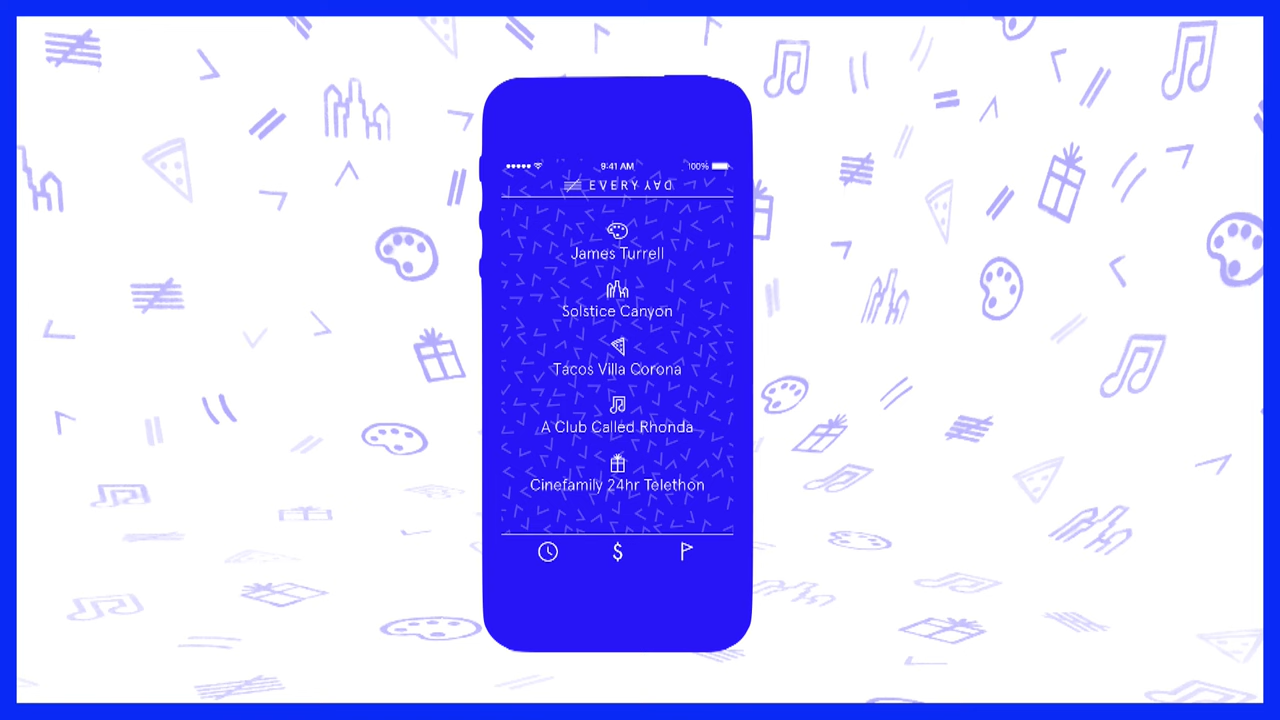 9:41 AM 100%
EVERY DAY
James Turrell
Solstice Canyon
Tacos Villa Corona
A Club Called Rhonda
Cinefamily 24hr Telethon
$